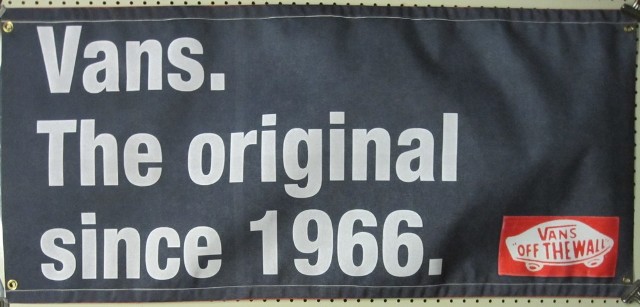 Vans.
The original
since 1966.
VANS
"OFF THE WALL"